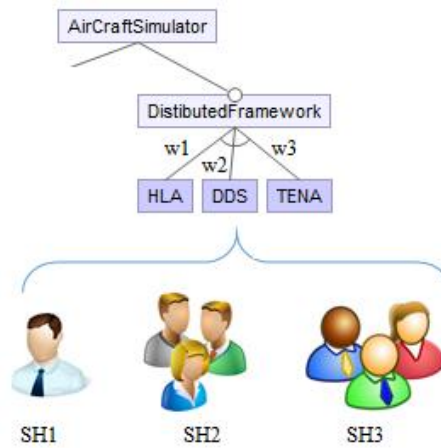 AirCraftSimulator
DistibutedFramework
w1 w2 w3
HLA DDS TENA
SH1 SH2 SH3